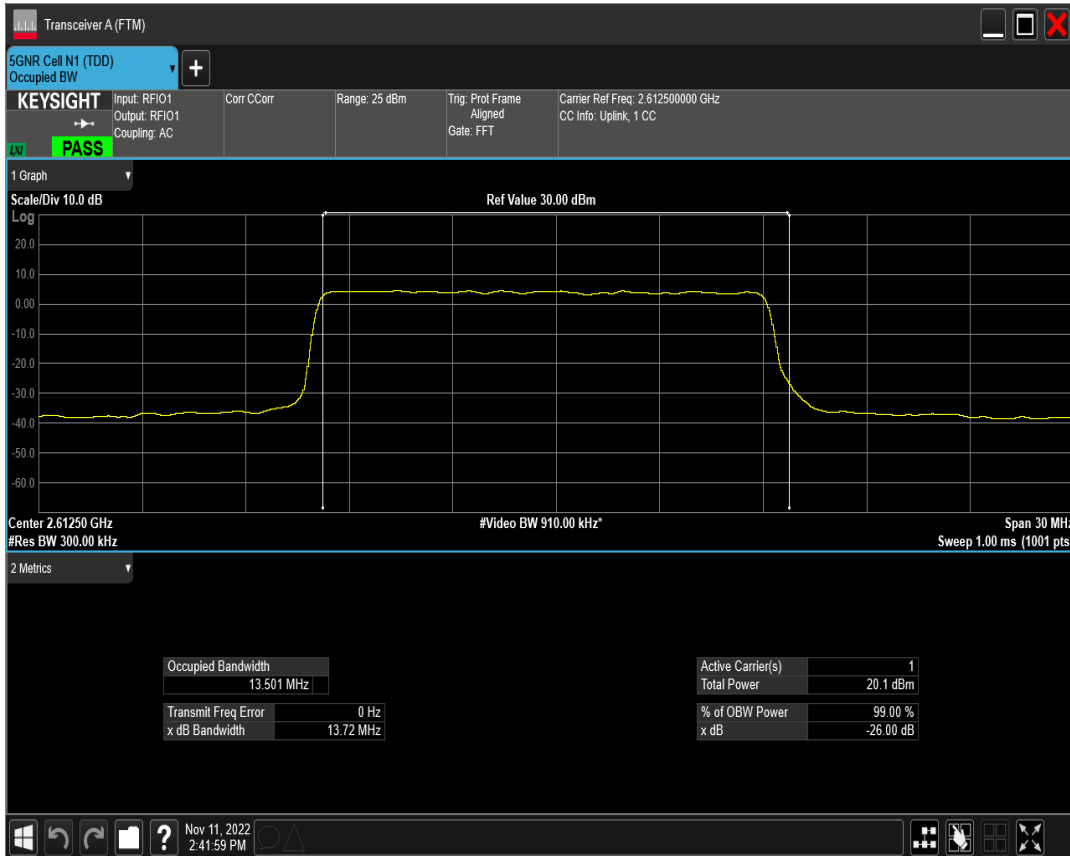 Transceiver A (FTM)
5GNR Cell N1 (TDD)
Occupied BW
+
KEYSIGHT
Input: RFIO1
Output: RFIO1
Coupling: AC
LXI
PASS
Corr CCorr
Range: 25 dBm
Trig: Prot Frame
Aligned
Gate: FFT
Carrier Ref Freq: 2.612500000 GHz
CC Info: Uplink, 1 CC
1 Graph
Scale/Div 10.0 dB
Ref Value 30.00 dBm
Log
20.0
10.0
0.00
-10.0
-20.0
-30.0
-40.0
-50.0
-60.0
Center 2.61250 GHz
#Video BW 910.00 kHz*
Span 30 MHz
#Res BW 300.00 kHz
Sweep 1.00 ms (1001 pts
2 Metrics
Occupied Bandwidth
13.501 MHz
Transmit Freq Error 0 Hz
x dB Bandwidth 13.72 MHz
Active Carrier(s) 1
Total Power 20.1 dBm
% of OBW Power 99.00 %
x dB -26.00 dB
?
Nov 11, 2022
2:41:59 PM